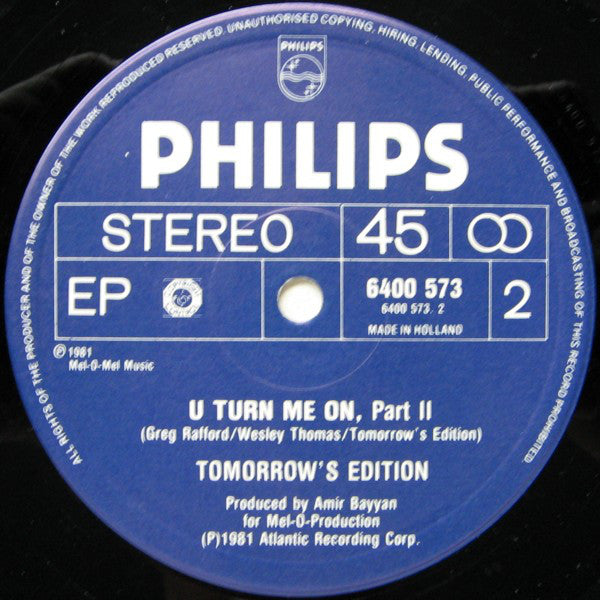 ALL RIGHTS OF THE PRODUCER AND OF THE OWNER OF THE WORK REPRODUCED RESERVED. UNAUTHORISED COPYING, HIRING, LENDING, PUBLIC PERFORMANCE AND BROADCASTING OF THIS RECORD PROHIBITED
PHILIPS
PHILIPS
STEREO 45
EP 6400 573 2
6400 573.2
MADE IN HOLLAND
℗ 1981
Mel-O-Mel Music
U TURN ME ON, Part II
(Greg Rafford/Wesley Thomas/Tomorrow's Edition)
TOMORROW'S EDITION
Produced by Amir Bayyan
for Mel-O-Production
(P)1981 Atlantic Recording Corp.